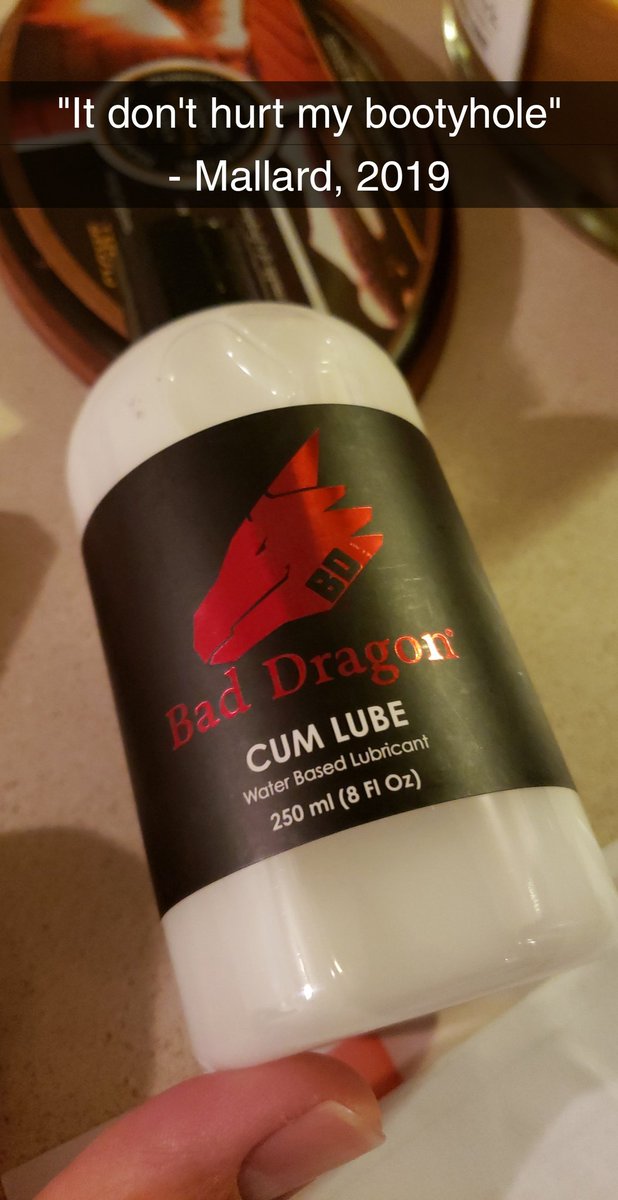 "It don't hurt my bootyhole"
- Mallard, 2019
BD
Bad Dragon®
CUM LUBE
Water Based Lubricant
250 ml (8 Fl Oz)